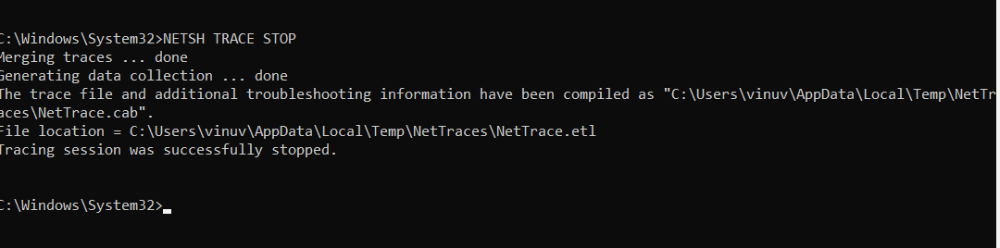 C:\Windows\System32>NETSH TRACE STOP
Merging traces ... done
Generating data collection ... done
The trace file and additional troubleshooting information have been compiled as "C:\Users\vinuv\AppData\Local\Temp\NetTr
aces\NetTrace.cab".
File location = C:\Users\vinuv\AppData\Local\Temp\NetTraces\NetTrace.etl
Tracing session was successfully stopped.
C:\Windows\System32>